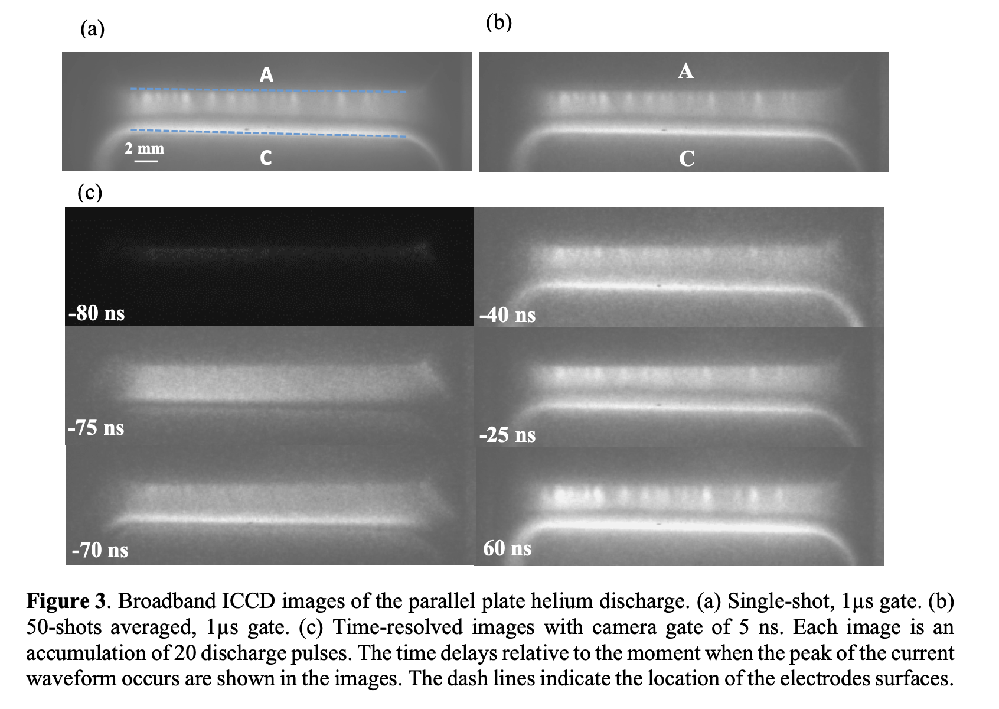 (a)
(b)
A
2 mm
C
A
C
(c)
-80 ns
-40 ns
-75 ns
-25 ns
-70 ns
60 ns
Figure 3. Broadband ICCD images of the parallel plate helium discharge. (a) Single-shot, 1µs gate. (b)
50-shots averaged, 1µs gate. (c) Time-resolved images with camera gate of 5 ns. Each image is an
accumulation of 20 discharge pulses. The time delays relative to the moment when the peak of the current
waveform occurs are shown in the images. The dash lines indicate the location of the electrodes surfaces.